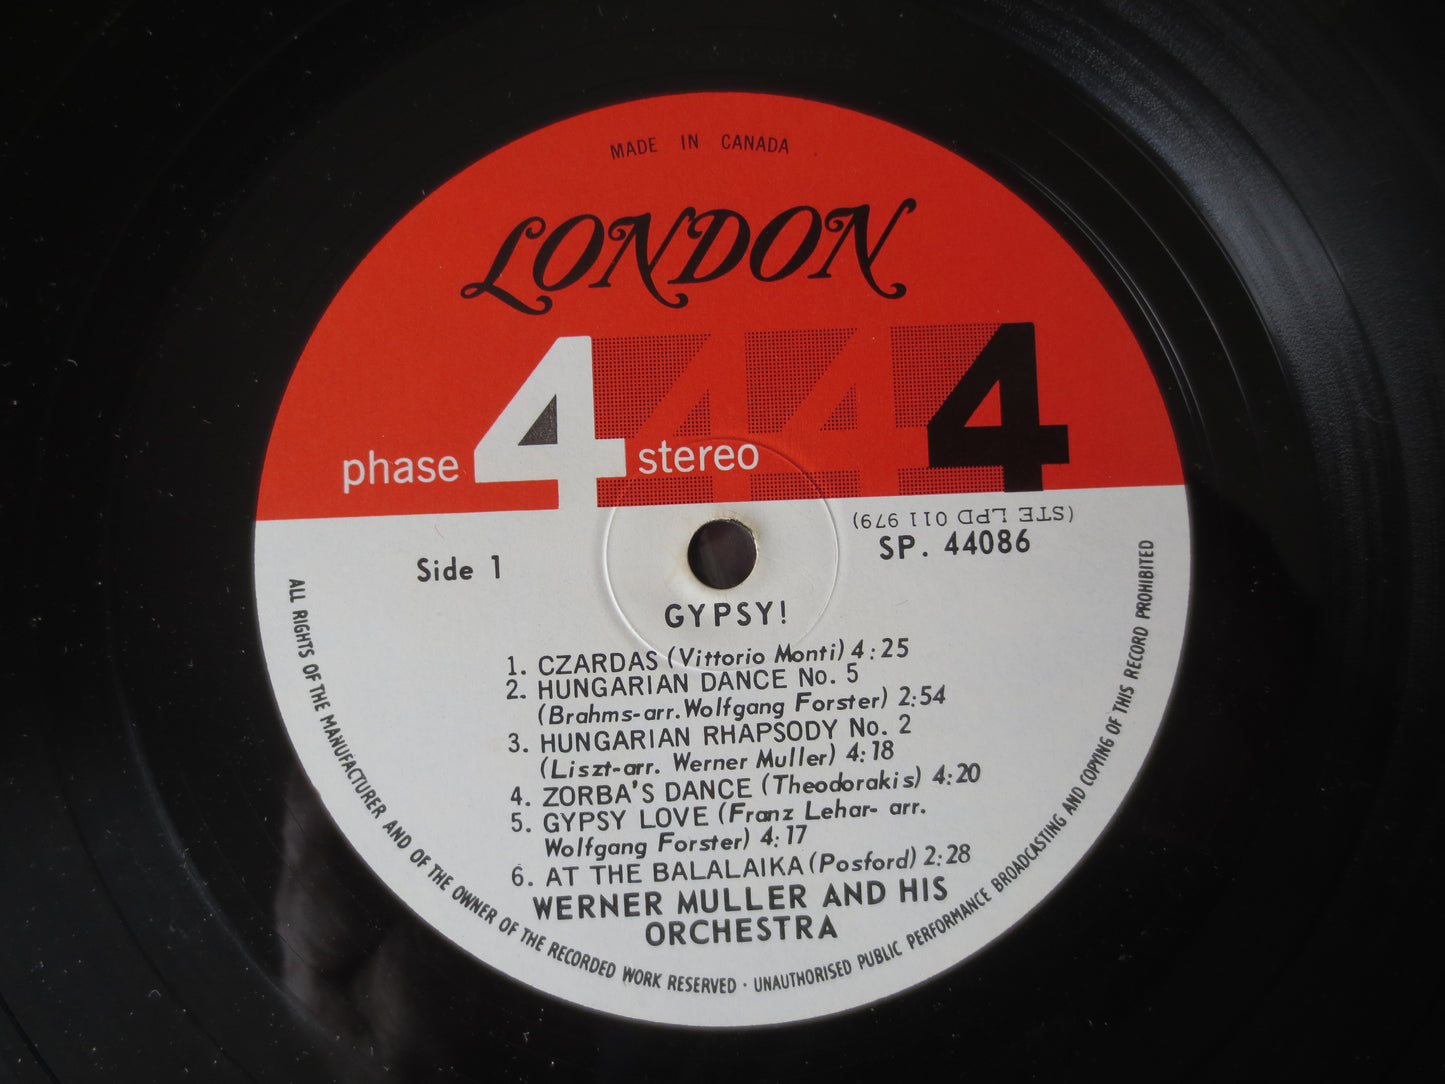 MADE IN CANADA
LONDON
phase 4 stereo 4 4 4
(STE LPD 011 979)
Side 1
SP. 44086
GYPSY!
1. CZARDAS (Vittorio Monti) 4:25
2. HUNGARIAN DANCE No. 5
(Brahms-arr. Wolfgang Forster) 2:54
3. HUNGARIAN RHAPSODY No. 2
(Liszt-arr. Werner Muller) 4:18
4. ZORBA'S DANCE (Theodorakis) 4:20
5. GYPSY LOVE (Franz Lehar- arr.
Wolfgang Forster) 4:17
6. AT THE BALALAIKA (Posford) 2:28
WERNER MULLER AND HIS
ORCHESTRA
ALL RIGHTS OF THE MANUFACTURER AND OF THE OWNER OF THE RECORDED WORK RESERVED · UNAUTHORISED PUBLIC PERFORMANCE BROADCASTING AND COPYING OF THIS RECORD PROHIBITED